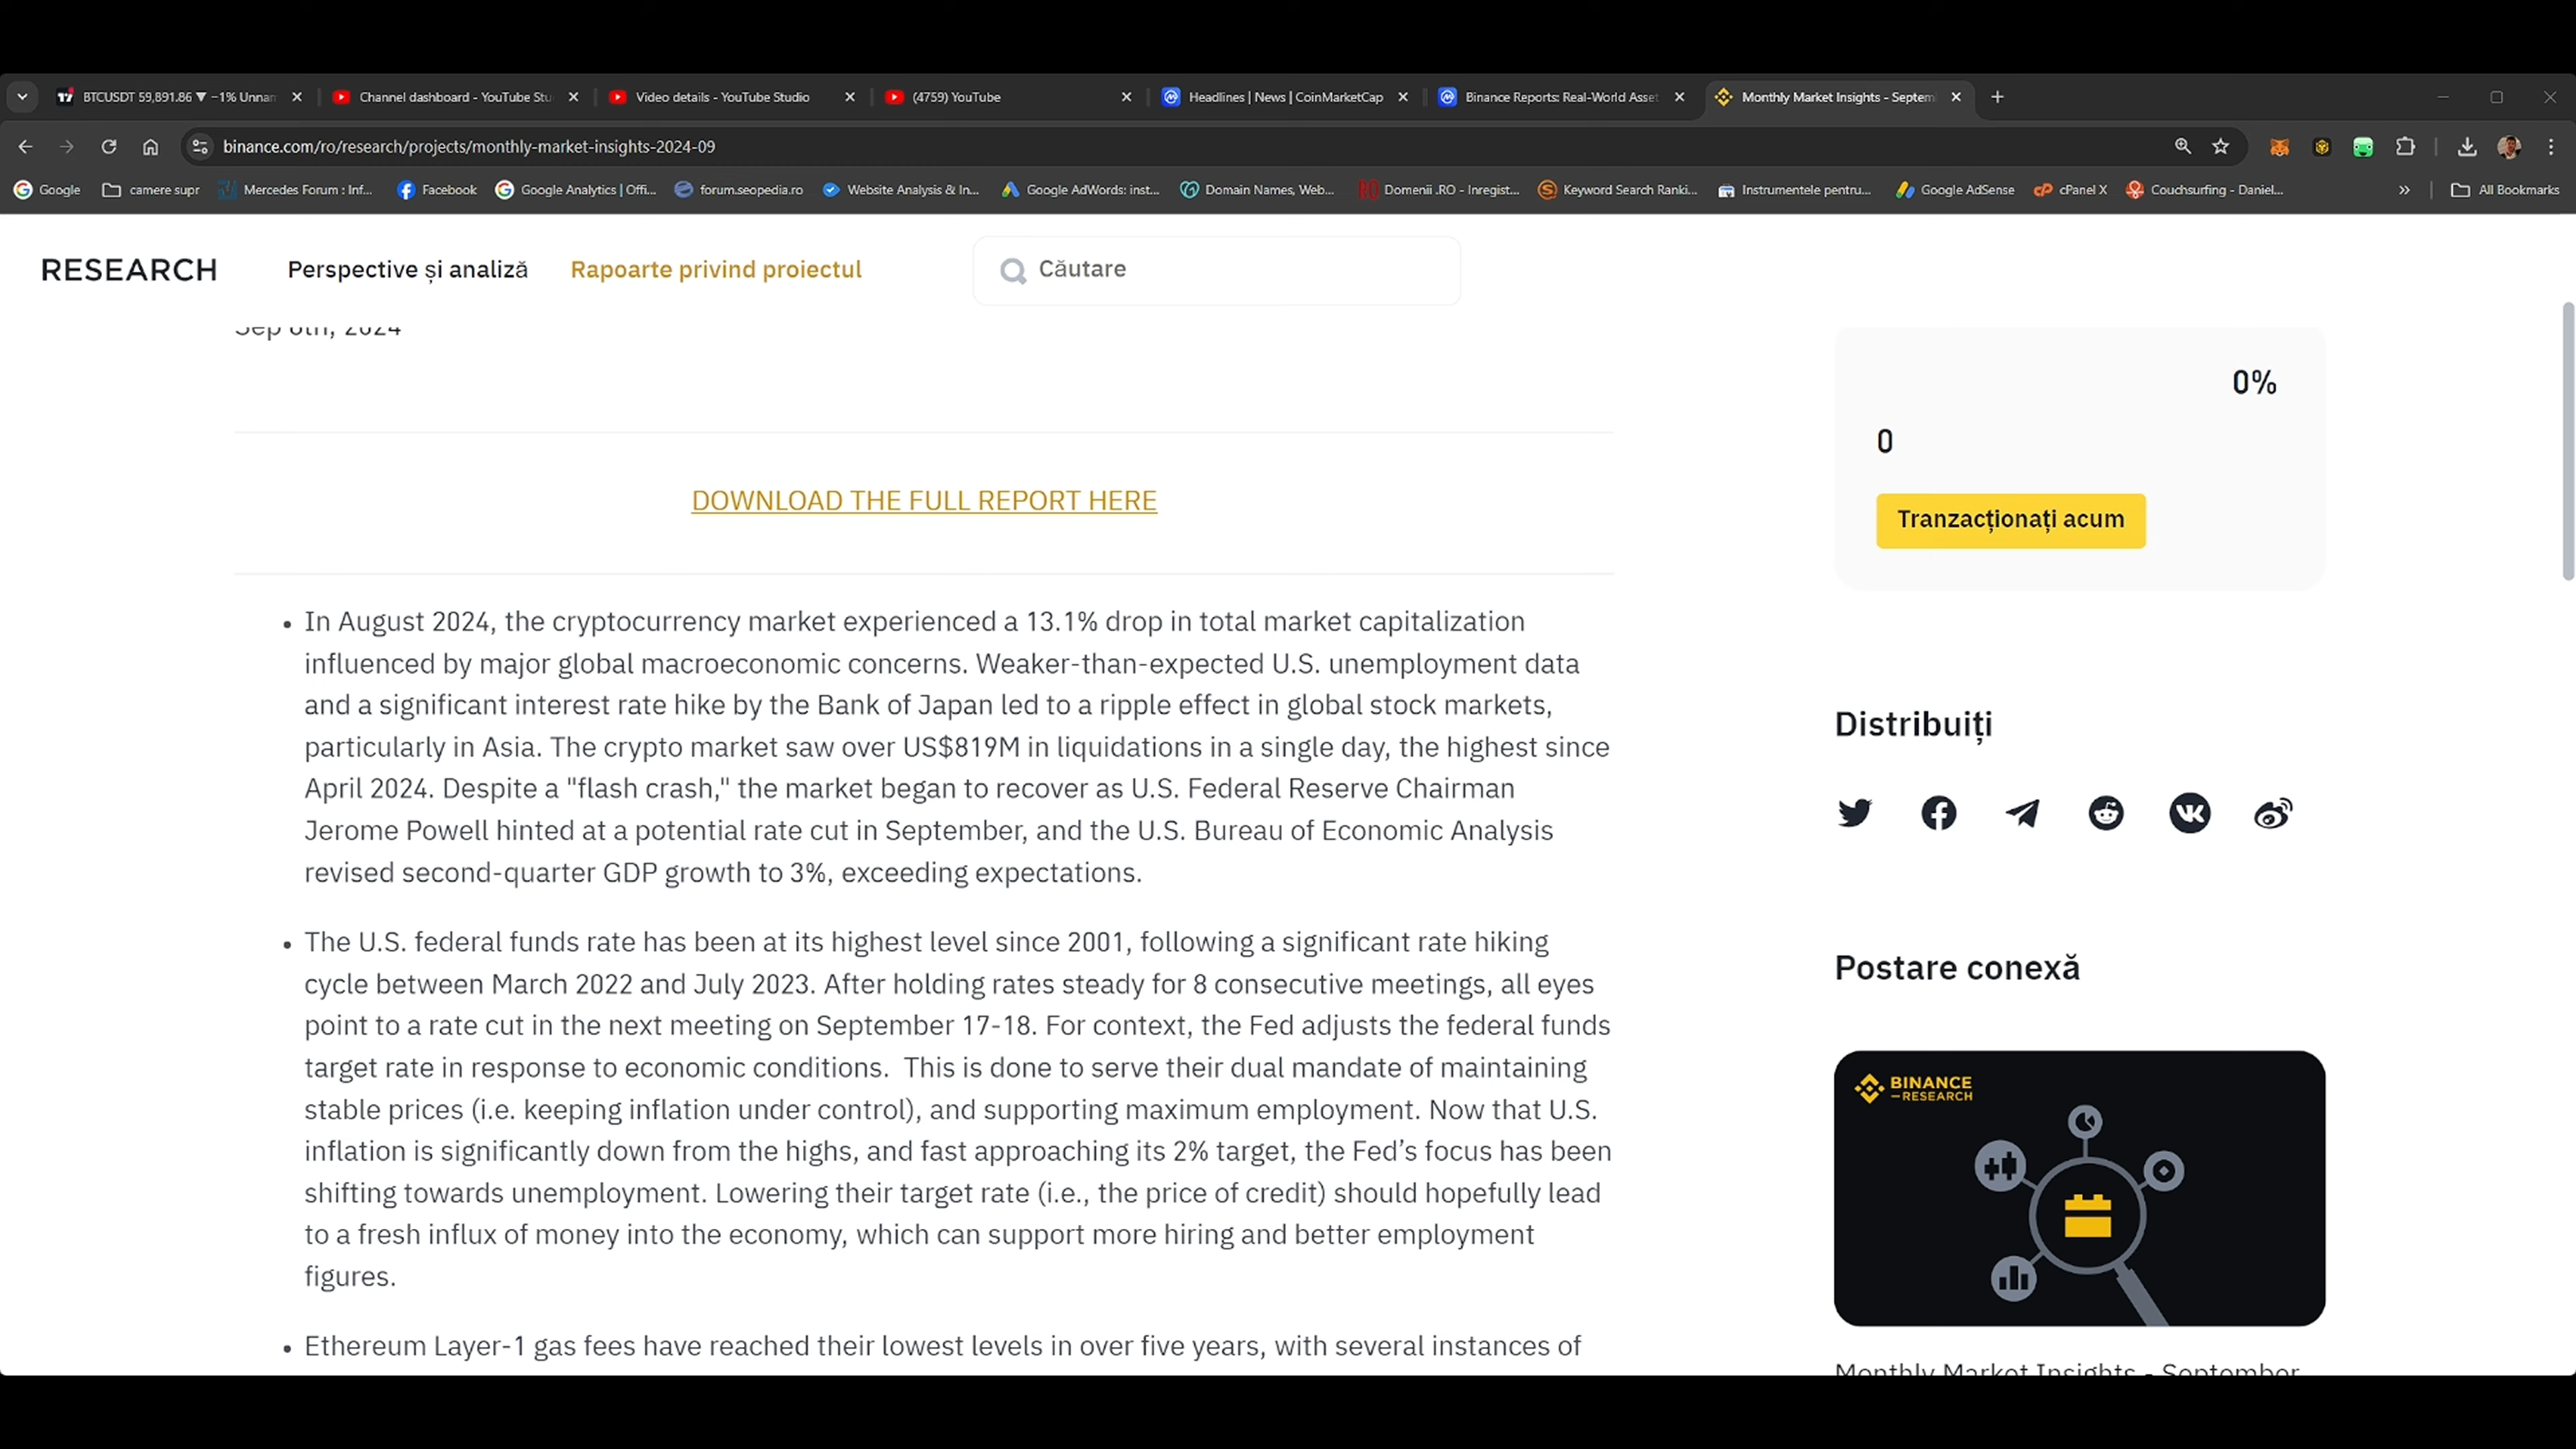 BTCUSDT 59,891.86 ▼ −1% Unnam
Channel dashboard - YouTube Stu
Video details - YouTube Studio
(4759) YouTube
Headlines | News | CoinMarketCap
Binance Reports: Real-World Asset
Monthly Market Insights - Septem
binance.com/ro/research/projects/monthly-market-insights-2024-09
Google
camere supr
Mercedes Forum : Inf...
Facebook
Google Analytics | Offi...
forum.seopedia.ro
Website Analysis & In...
Google AdWords: inst...
Domain Names, Web...
Domenii .RO - Inregist...
Keyword Search Ranki...
Instrumentele pentru...
Google AdSense
cPanel X
Couchsurfing - Daniel...
»
All Bookmarks
RESEARCH
Perspective și analiză
Rapoarte privind proiectul
Căutare
Sep 2024
0%
0
Tranzacționați acum
DOWNLOAD THE FULL REPORT HERE
• In August 2024, the cryptocurrency market experienced a 13.1% drop in total market capitalization
influenced by major global macroeconomic concerns. Weaker-than-expected U.S. unemployment data
and a significant interest rate hike by the Bank of Japan led to a ripple effect in global stock markets,
particularly in Asia. The crypto market saw over US$819M in liquidations in a single day, the highest since
April 2024. Despite a "flash crash," the market began to recover as U.S. Federal Reserve Chairman
Jerome Powell hinted at a potential rate cut in September, and the U.S. Bureau of Economic Analysis
revised second-quarter GDP growth to 3%, exceeding expectations.
• The U.S. federal funds rate has been at its highest level since 2001, following a significant rate hiking
cycle between March 2022 and July 2023. After holding rates steady for 8 consecutive meetings, all eyes
point to a rate cut in the next meeting on September 17-18. For context, the Fed adjusts the federal funds
target rate in response to economic conditions.  This is done to serve their dual mandate of maintaining
stable prices (i.e. keeping inflation under control), and supporting maximum employment. Now that U.S.
inflation is significantly down from the highs, and fast approaching its 2% target, the Fed’s focus has been
shifting towards unemployment. Lowering their target rate (i.e., the price of credit) should hopefully lead
to a fresh influx of money into the economy, which can support more hiring and better employment
figures.
• Ethereum Layer-1 gas fees have reached their lowest levels in over five years, with several instances of
Distribuiți
Postare conexă
BINANCE
RESEARCH
Monthly Market Insights - September